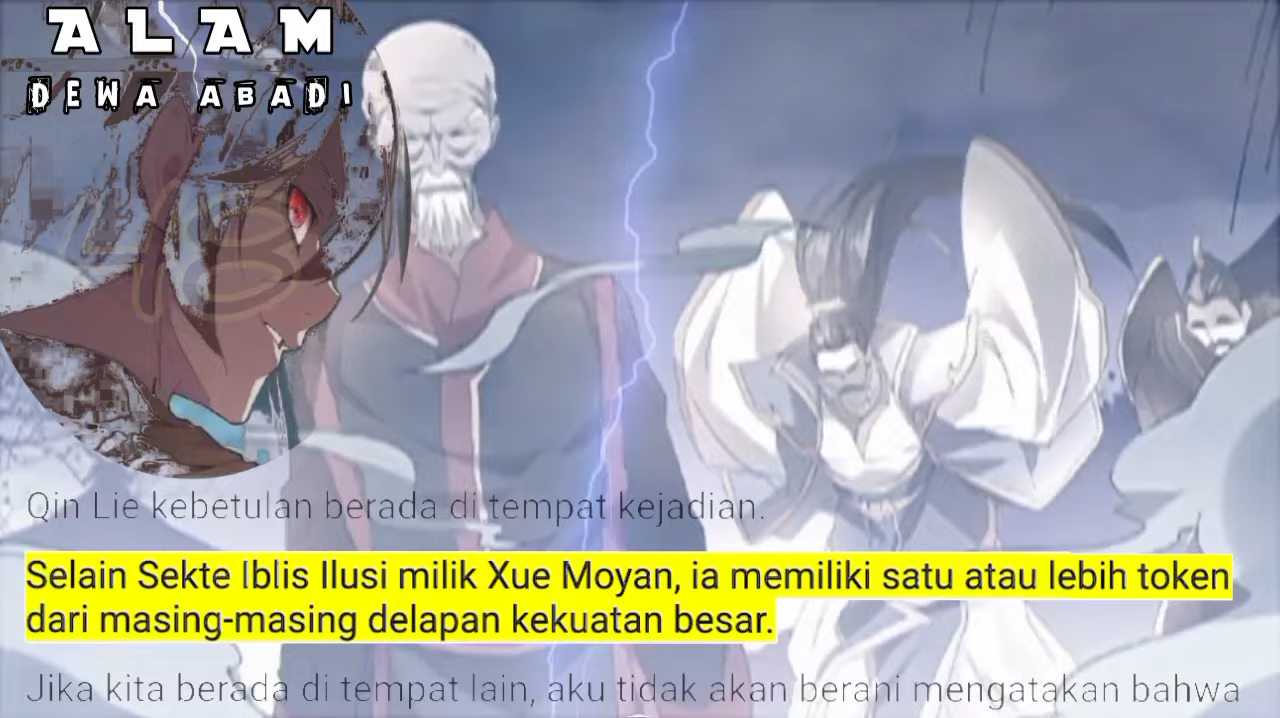 ALAM
DEWA ABADI
48
Qin Lie kebetulan berada di tempat kejadian.
Selain Sekte Iblis Ilusi milik Xue Moyan, ia memiliki satu atau lebih token
dari masing-masing delapan kekuatan besar.
Jika kita berada di tempat lain, aku tidak akan berani mengatakan bahwa